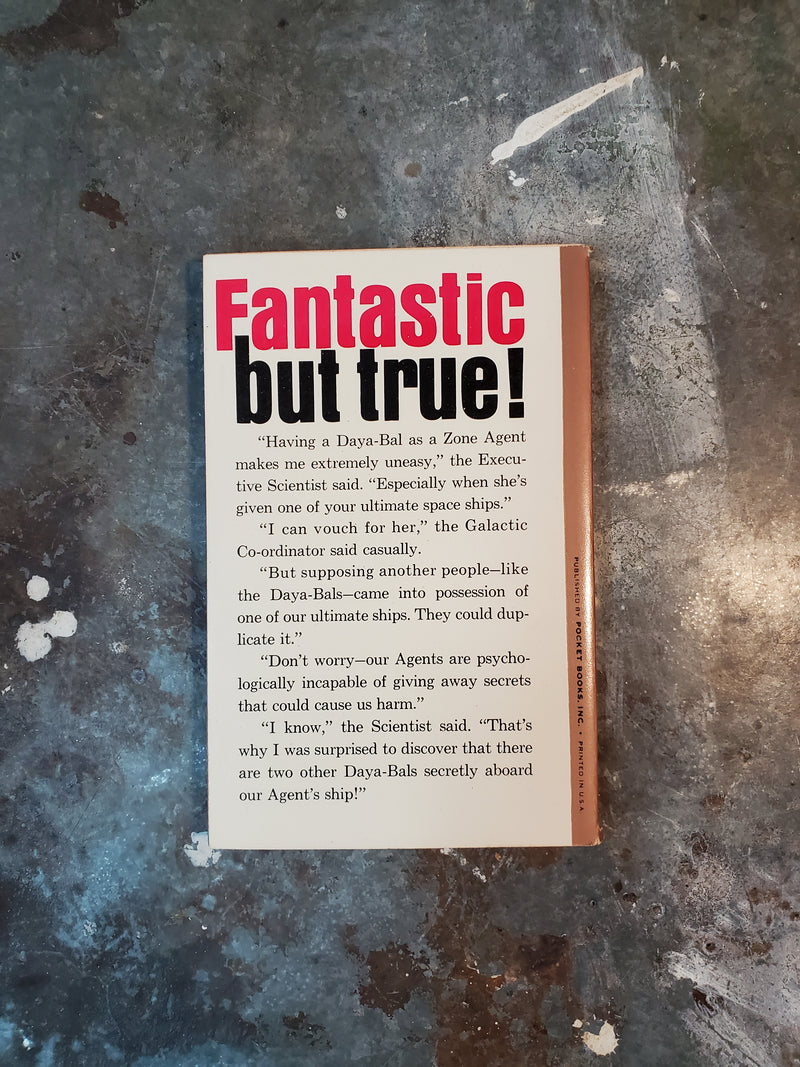 Fantastic
but true!
“Having a Daya-Bal as a Zone Agent
makes me extremely uneasy,” the Execu-
tive Scientist said. “Especially when she’s
given one of your ultimate space ships.”
“I can vouch for her,” the Galactic
Co-ordinator said casually.
“But supposing another people—like
the Daya-Bals—came into possession of
one of our ultimate ships. They could dup-
licate it.”
“Don’t worry—our Agents are psycho-
logically incapable of giving away secrets
that could cause us harm.”
“I know,” the Scientist said. “That’s
why I was surprised to discover that there
are two other Daya-Bals secretly aboard
our Agent’s ship!”
PUBLISHED BY POCKET BOOKS, INC. • PRINTED IN U.S.A.